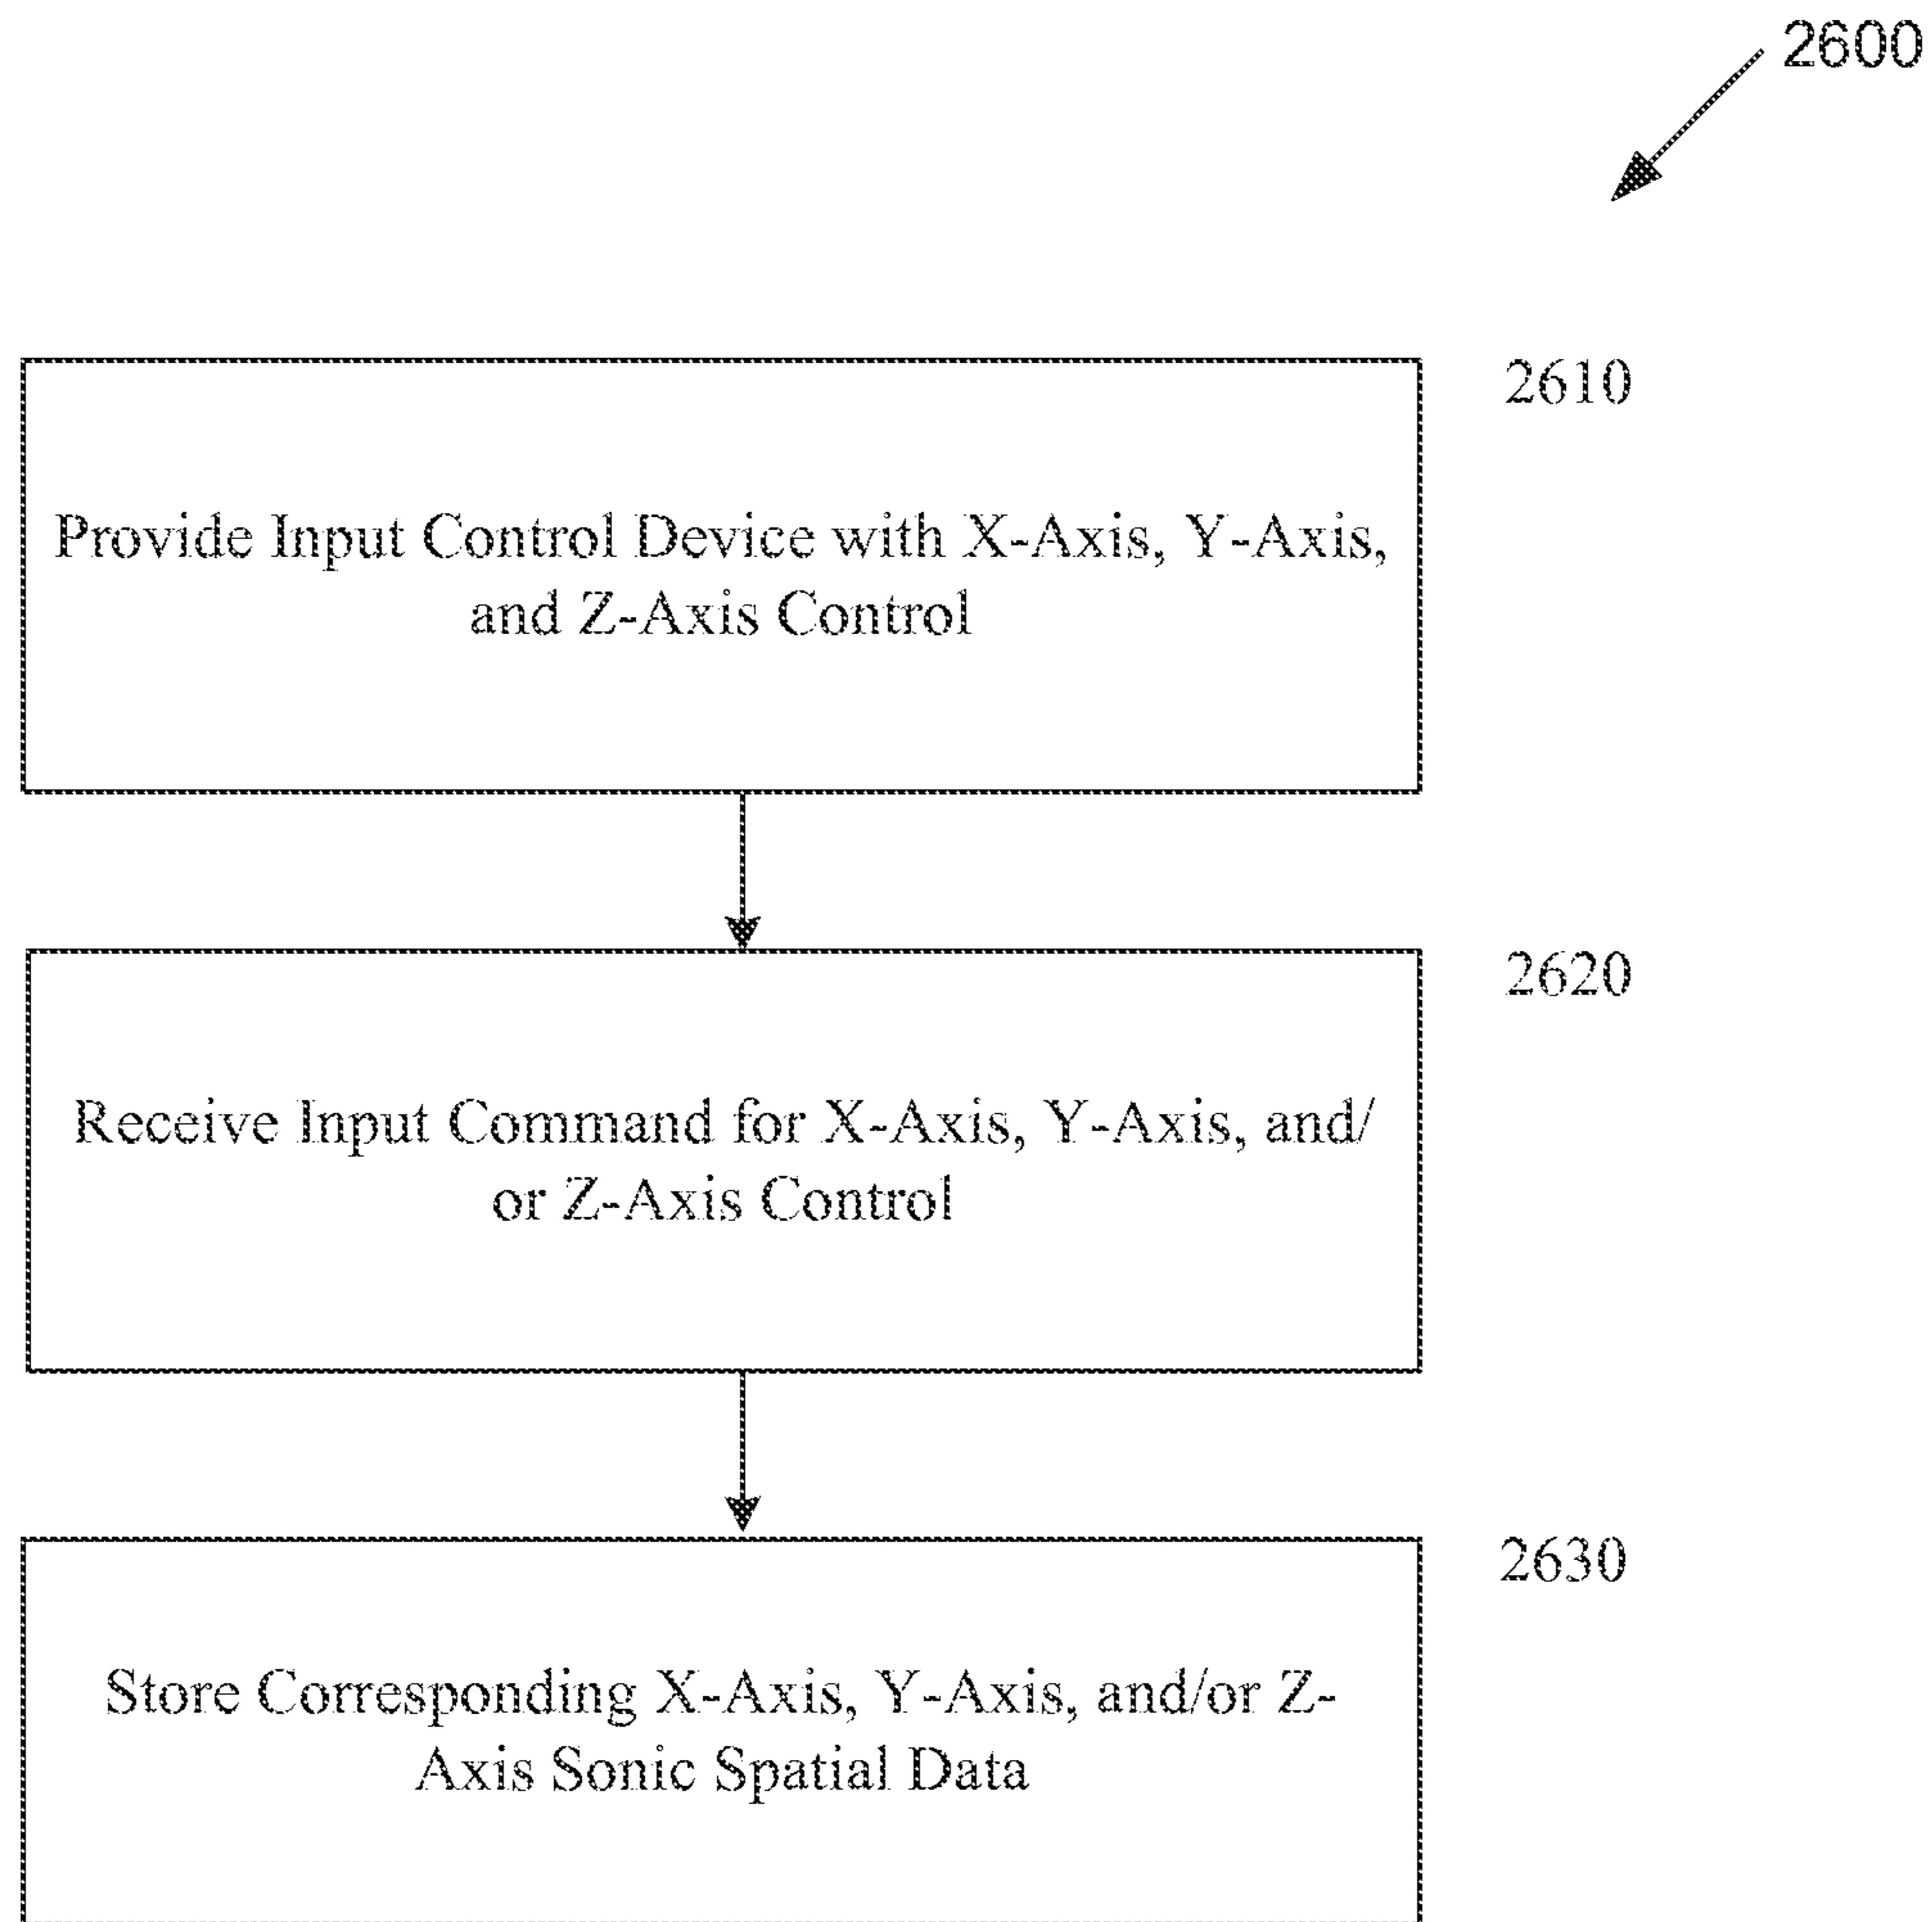 2600
2610
Provide Input Control Device with X-Axis, Y-Axis,
and Z-Axis Control
2620
Receive Input Command for X-Axis, Y-Axis, and/
or Z-Axis Control
2630
Store Corresponding X-Axis, Y-Axis, and/or Z-
Axis Sonic Spatial Data